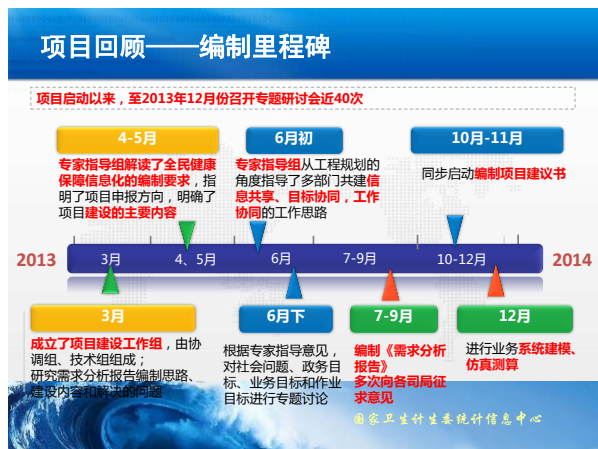 项目回顾——编制里程碑
项目启动以来，至2013年12月份召开专题研讨会近40次
4-5月
专家指导组解读了全民健康
保障信息化的编制要求，指
明了项目申报方向，明确了
项目建设的主要内容
6月初
专家指导组从工程规划的
角度指导了多部门共建信
息共享、目标协同，工作
协同的工作思路
10月-11月
同步启动编制项目建议书
2013
3月
4、5月
6月
7-9月
10-12月
2014
3月
成立了项目建设工作组，由协
调组、技术组组成；
研究需求分析报告编制思路、
建设内容和解决的问题
6月下
根据专家指导意见，
对社会问题、政务目
标、业务目标和作业
目标进行专题讨论
7-9月
编制《需求分析
报告》
多次向各司局征
求意见
12月
进行业务系统建模、
仿真测算
国家卫生计生委统计信息中心